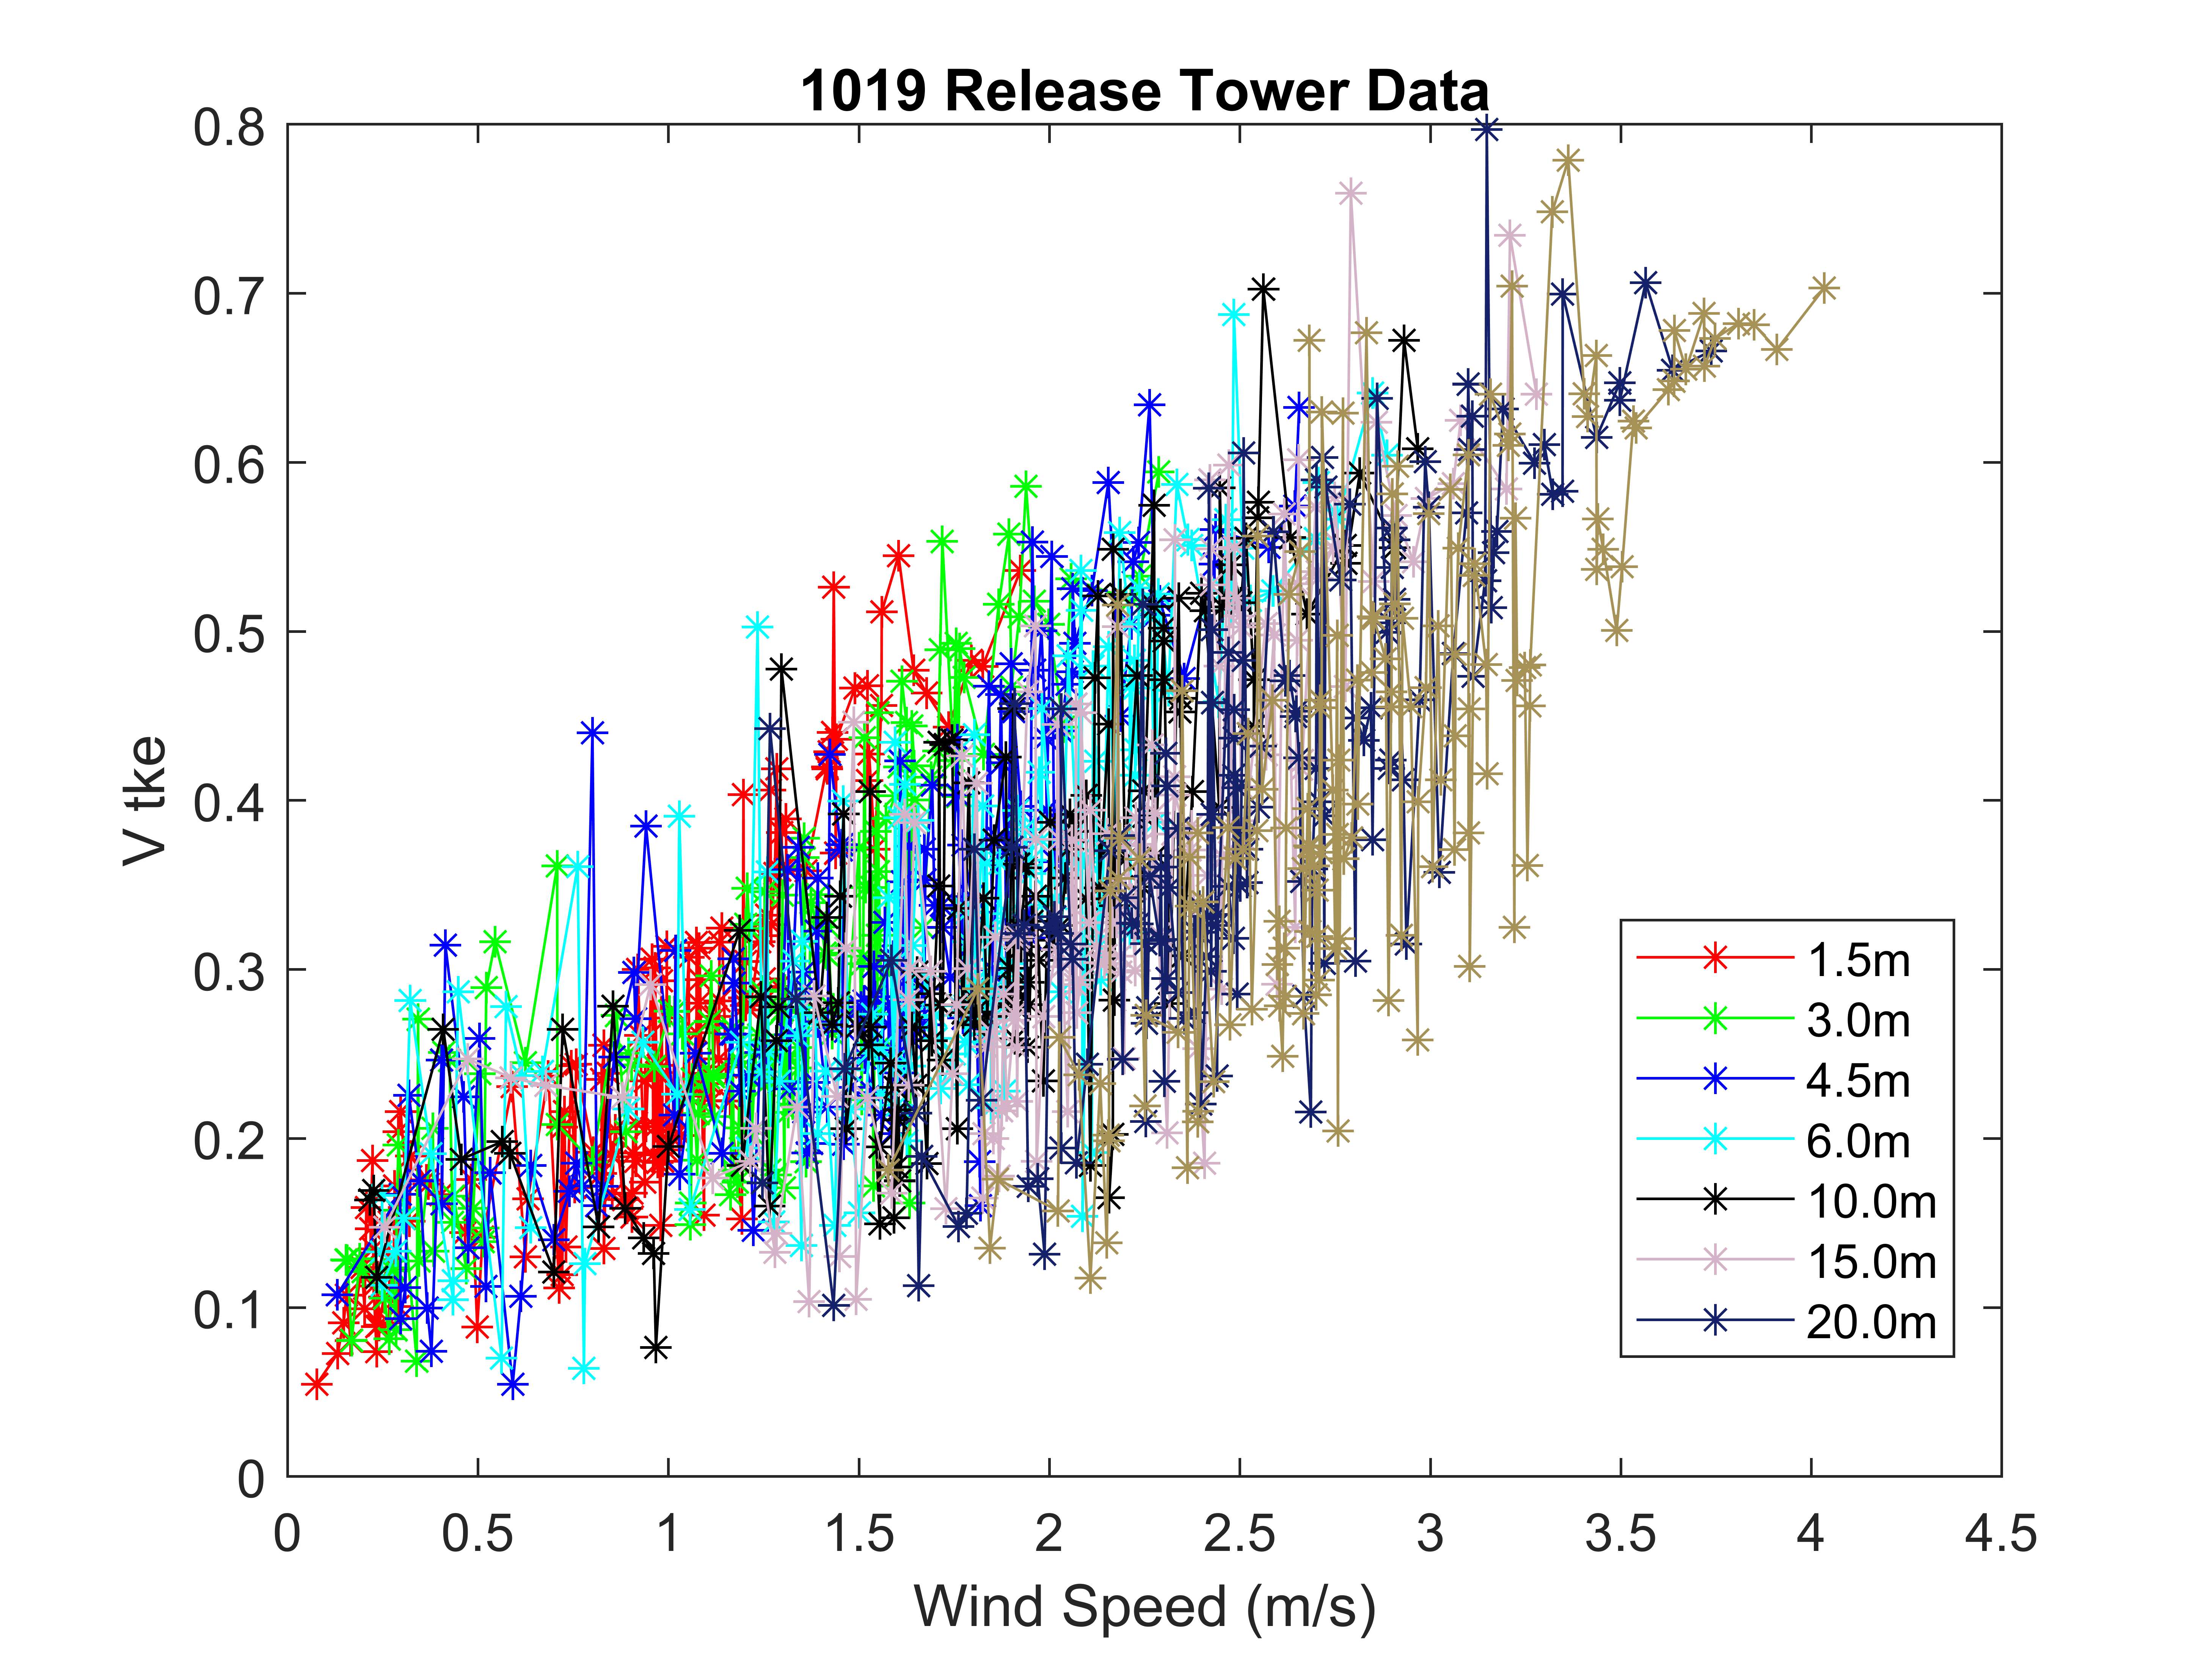 1019 Release Tower Data
0.8
0.7
0.6
0.5
0.4
0.3
0.2
0.1
0
V tke
0 0.5 1 1.5 2 2.5 3 3.5 4 4.5
Wind Speed (m/s)
1.5m
3.0m
4.5m
6.0m
10.0m
15.0m
20.0m